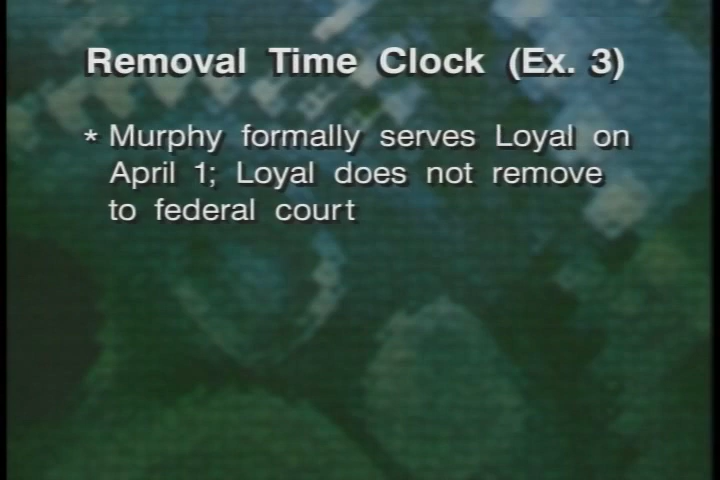 Removal Time Clock (Ex. 3)
* Murphy formally serves Loyal on
April 1; Loyal does not remove
to federal court